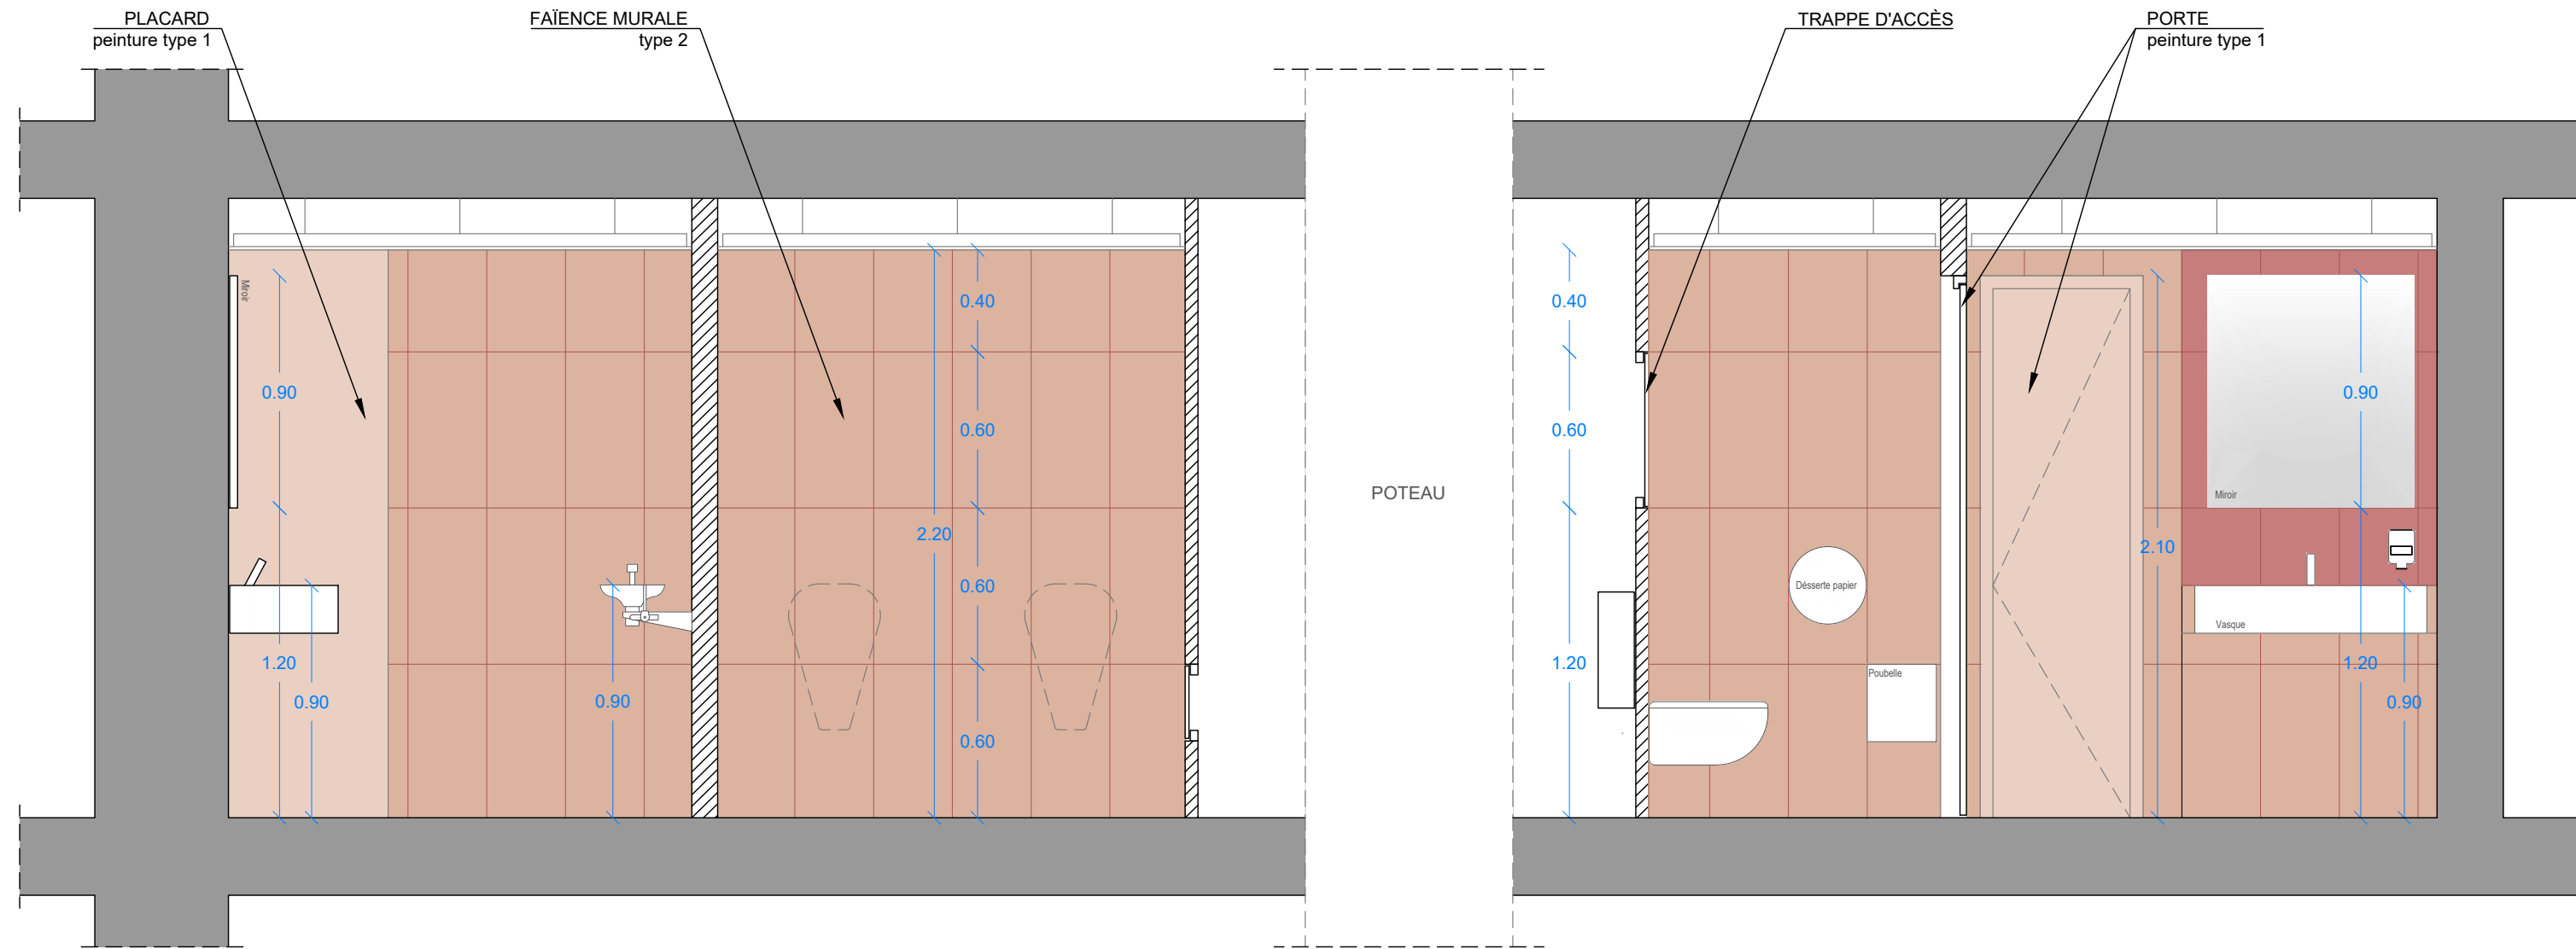 PLACARD
peinture type 1
FAÏENCE MURALE
type 2
TRAPPE D'ACCÈS
PORTE
peinture type 1
Miroir
0.90
1.20
0.90
0.90
2.20
0.40
0.60
0.60
0.60
POTEAU
0.40
0.60
1.20
Désserte papier
Poubelle
2.10
Miroir
Vasque
0.90
1.20
0.90